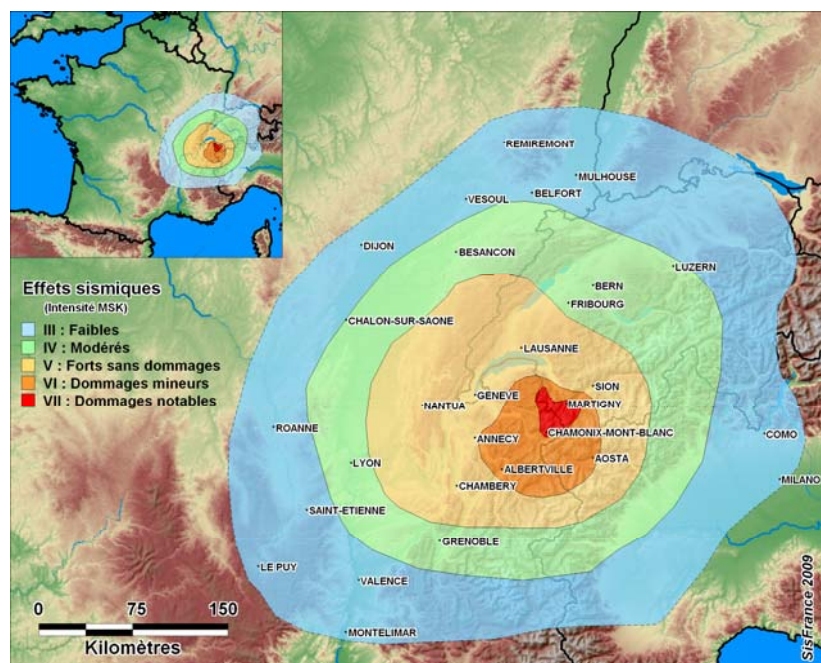 REMIREMONT
MULHOUSE
BELFORT
VESOUL
DIJON
BESANCON
LUZERN
Effets sismiques
(Intensité MSK)
III : Faibles
IV : Modérés
V : Forts sans dommages
VI : Dommages mineurs
VII : Dommages notables
BERN
FRIBOURG
CHALON-SUR-SAONE
LAUSANNE
SION
GENEVE
MARTIGNY
NANTUA
ROANNE
CHAMONIX-MONT-BLANC
COMO
ANNECY
LYON
AOSTA
ALBERTVILLE
MILANO
CHAMBERY
SAINT-ETIENNE
GRENOBLE
LE PUY
VALENCE
MONTELIMAR
0 75 150
Kilomètres
SisFrance 2009